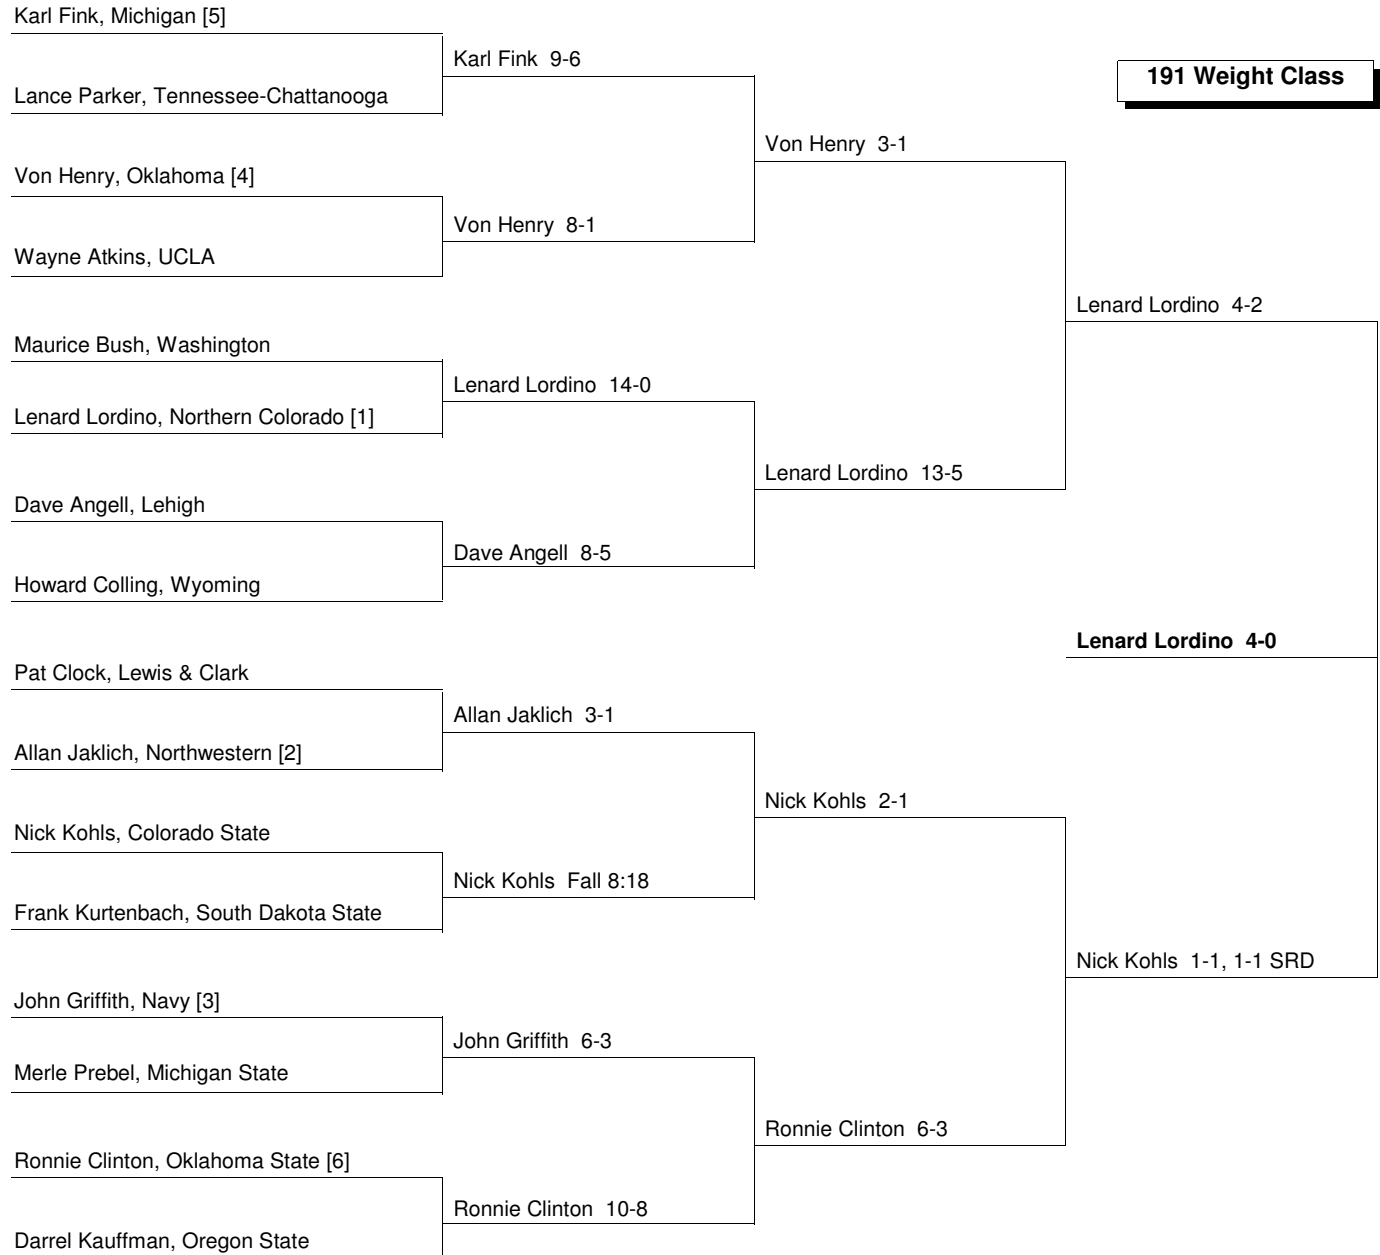 Karl Fink, Michigan [5]
Karl Fink 9-6
191 Weight Class
Lance Parker, Tennessee-Chattanooga
Von Henry 3-1
Von Henry, Oklahoma [4]
Von Henry 8-1
Wayne Atkins, UCLA
Lenard Lordino 4-2
Maurice Bush, Washington
Lenard Lordino 14-0
Lenard Lordino, Northern Colorado [1]
Lenard Lordino 13-5
Dave Angell, Lehigh
Dave Angell 8-5
Howard Colling, Wyoming
Lenard Lordino 4-0
Pat Clock, Lewis & Clark
Allan Jaklich 3-1
Allan Jaklich, Northwestern [2]
Nick Kohls 2-1
Nick Kohls, Colorado State
Nick Kohls Fall 8:18
Frank Kurtenbach, South Dakota State
Nick Kohls 1-1, 1-1 SRD
John Griffith, Navy [3]
John Griffith 6-3
Merle Prebel, Michigan State
Ronnie Clinton 6-3
Ronnie Clinton, Oklahoma State [6]
Ronnie Clinton 10-8
Darrel Kauffman, Oregon State